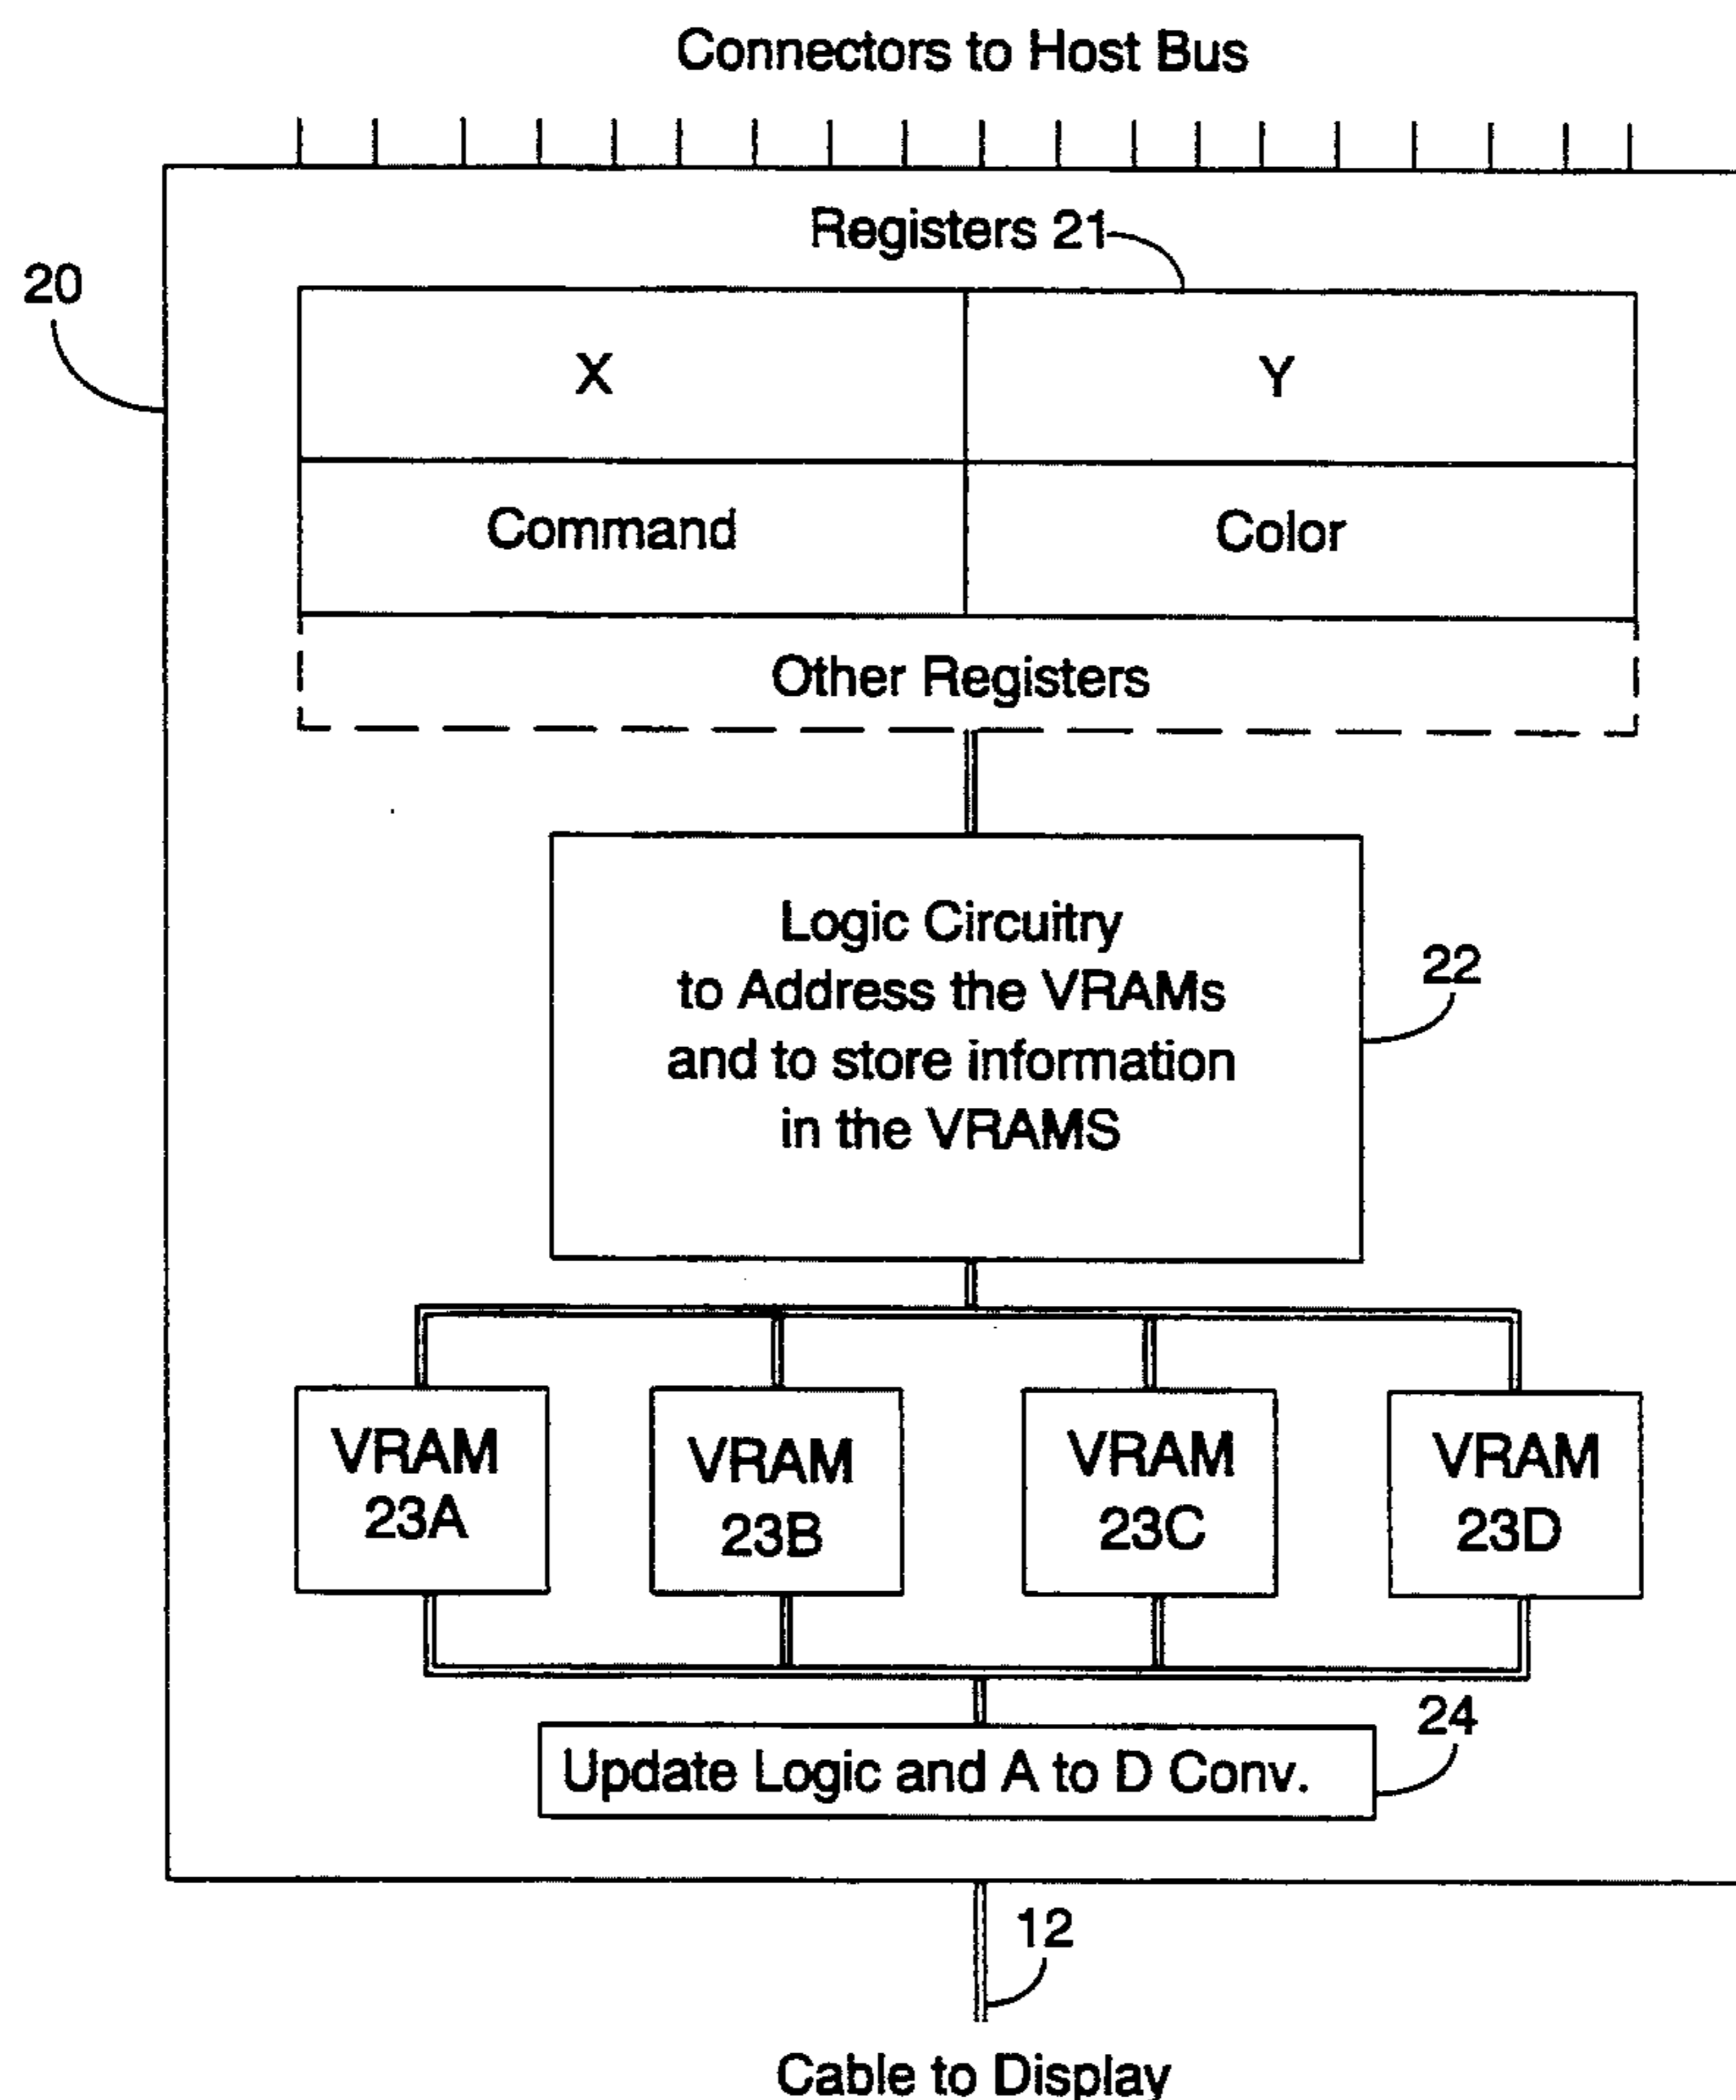 Connectors to Host Bus
Registers 21
20
X
Y
Command
Color
Other Registers
Logic Circuitry
to Address the VRAMs
and to store information
in the VRAMS
22
VRAM
23A
VRAM
23B
VRAM
23C
VRAM
23D
24
Update Logic and A to D Conv.
12
Cable to Display